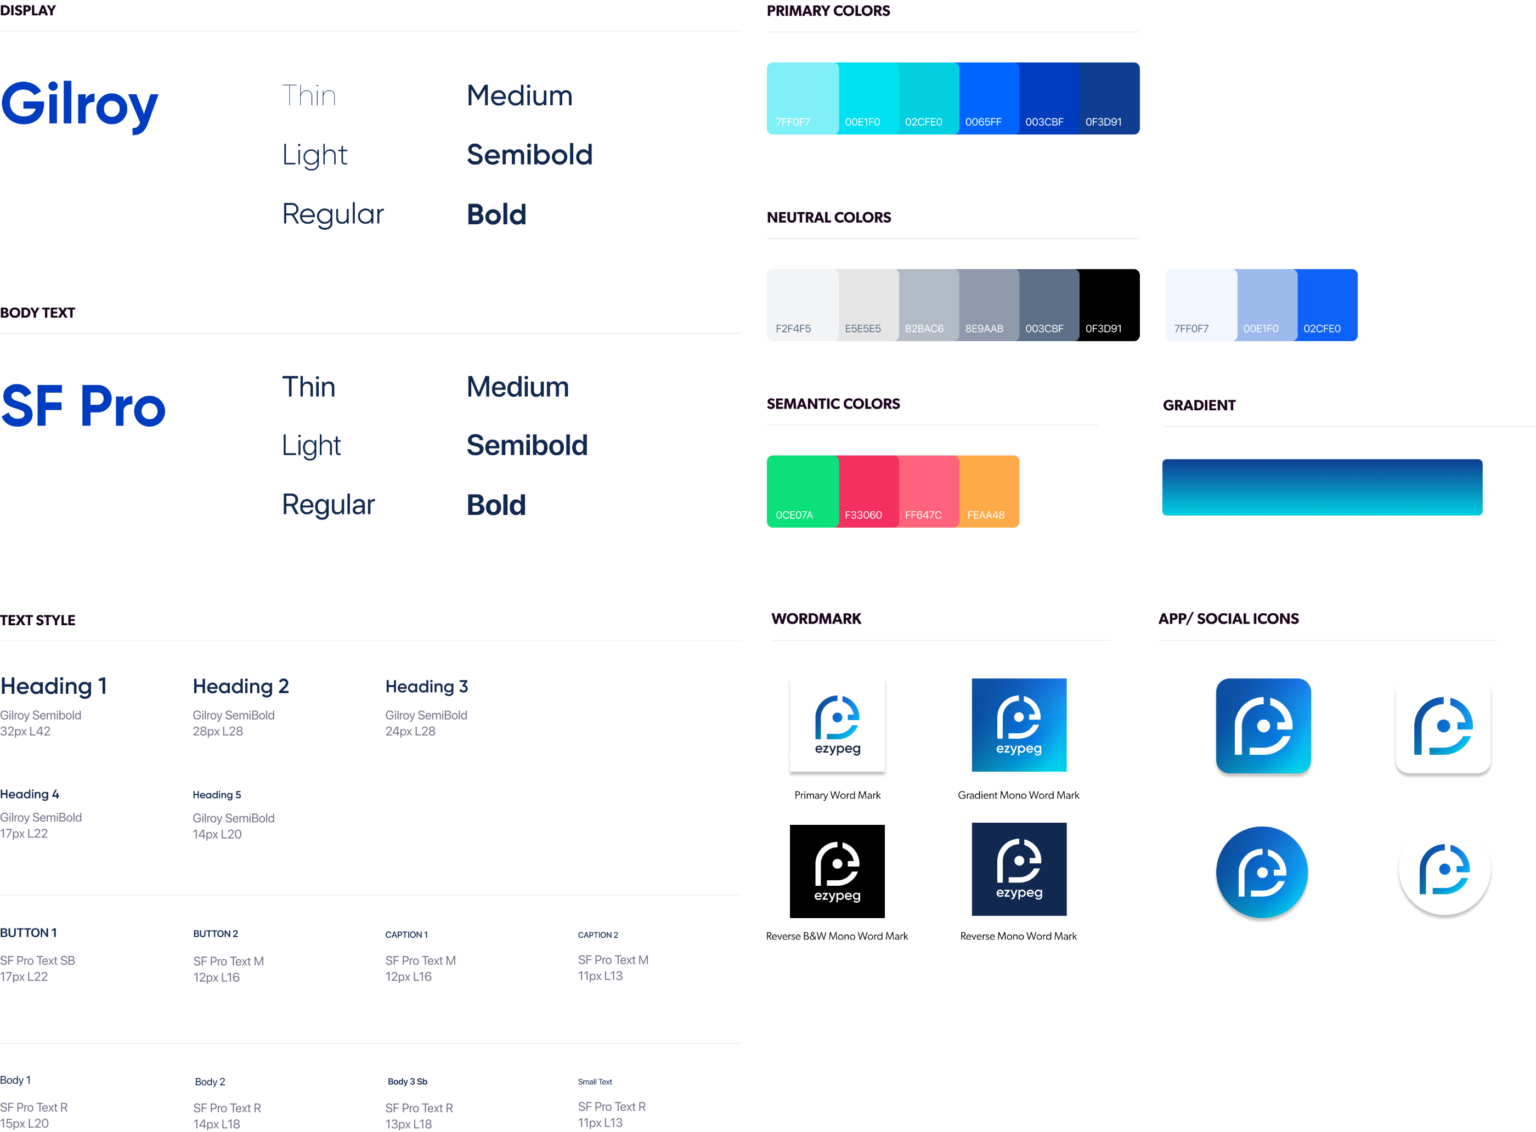 DISPLAY
Gilroy
Thin
Medium
Light
Semibold
Regular
Bold
BODY TEXT
SF Pro
Thin
Medium
Light
Semibold
Regular
Bold
TEXT STYLE
Heading 1
Gilroy Semibold
32px L42
Heading 2
Gilroy SemiBold
28px L28
Heading 3
Gilroy SemiBold
24px L28
Heading 4
Gilroy SemiBold
17px L22
Heading 5
Gilroy SemiBold
14px L20
BUTTON 1
SF Pro Text SB
17px L22
BUTTON 2
SF Pro Text M
12px L16
CAPTION 1
SF Pro Text M
12px L16
CAPTION 2
SF Pro Text M
11px L13
Body 1
SF Pro Text R
15px L20
Body 2
SF Pro Text R
14px L18
Body 3 Sb
SF Pro Text R
13px L18
Small Text
SF Pro Text R
11px L13
PRIMARY COLORS
7FF0F7
00E1F0
02CFE0
0065FF
003CBF
0F3D91
NEUTRAL COLORS
F2F4F5
E5E5E5
B2BAC6
8E9AAB
003CBF
0F3D91
7FF0F7
00E1F0
02CFE0
SEMANTIC COLORS
0CE07A
F33060
FF647C
FEAA48
GRADIENT
WORDMARK
ezypeg
Primary Word Mark
ezypeg
Gradient Mono Word Mark
ezypeg
Reverse B&W Mono Word Mark
ezypeg
Reverse Mono Word Mark
APP/ SOCIAL ICONS